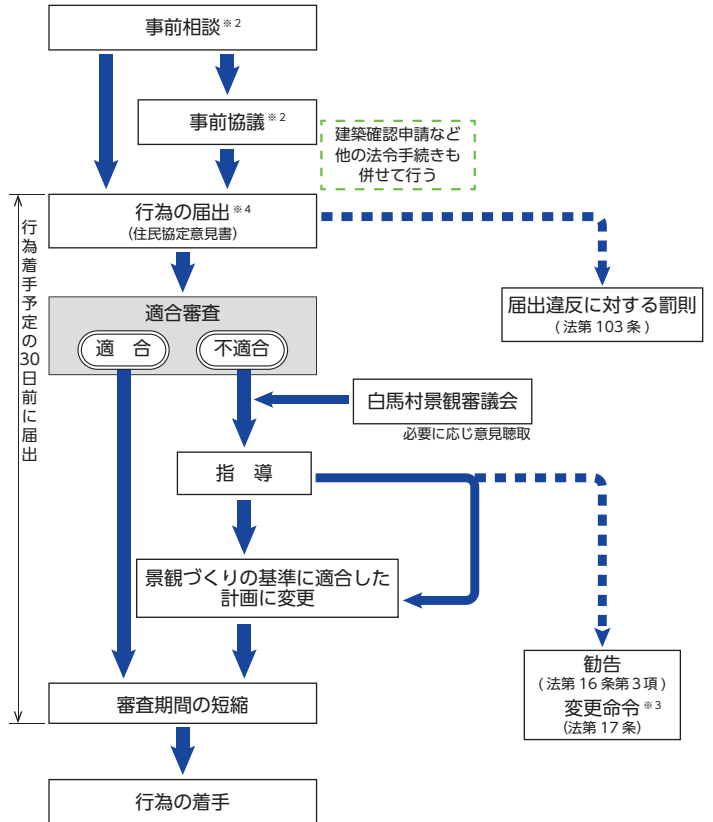 事前相談※2
事前協議※2
建築確認申請など
他の法令手続きも
併せて行う
行為の届出※4
(住民協定意見書)
行為着手予定の30日前に届出
届出違反に対する罰則
(法第103条)
適合審査
適　合
不適合
白馬村景観審議会
必要に応じ意見聴取
指　導
景観づくりの基準に適合した
計画に変更
勧告
(法第16条第3項)
変更命令※3
(法第17条)
審査期間の短縮
行為の着手